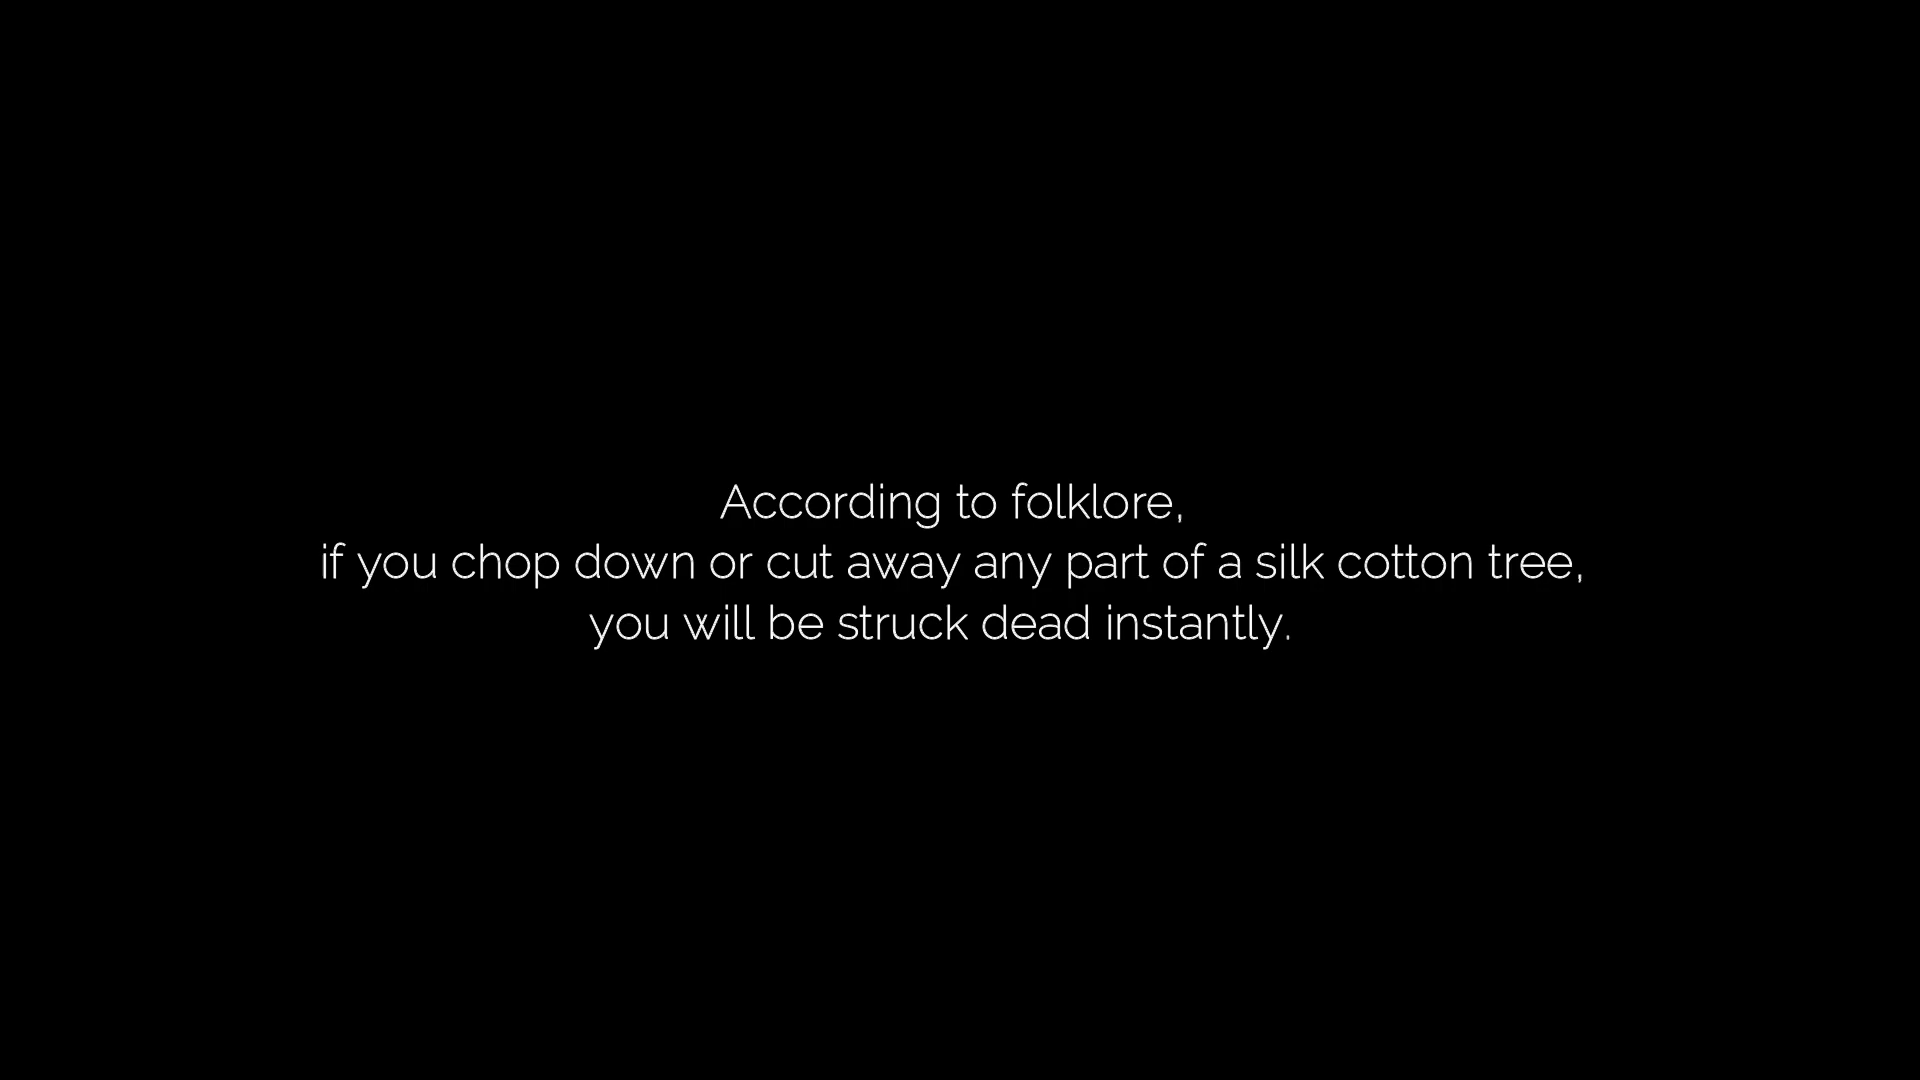 According to folklore,
if you chop down or cut away any part of a silk cotton tree,
you will be struck dead instantly.